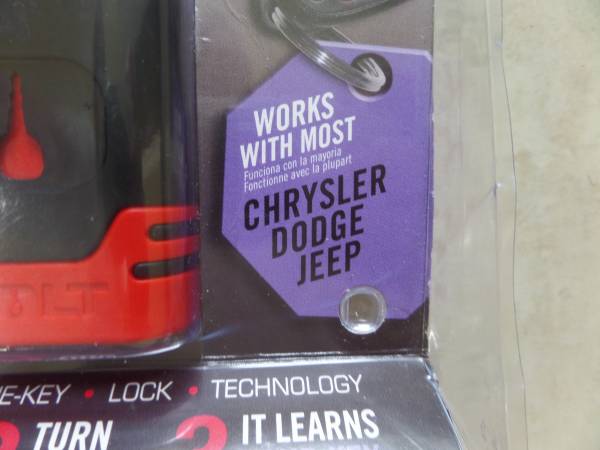 WORKS
WITH MOST
Funciona con la mayoria
Fonctionne avec la plupart
CHRYSLER
DODGE
JEEP
LOCK • TECHNOLOGY
TURN
IT LEARNS